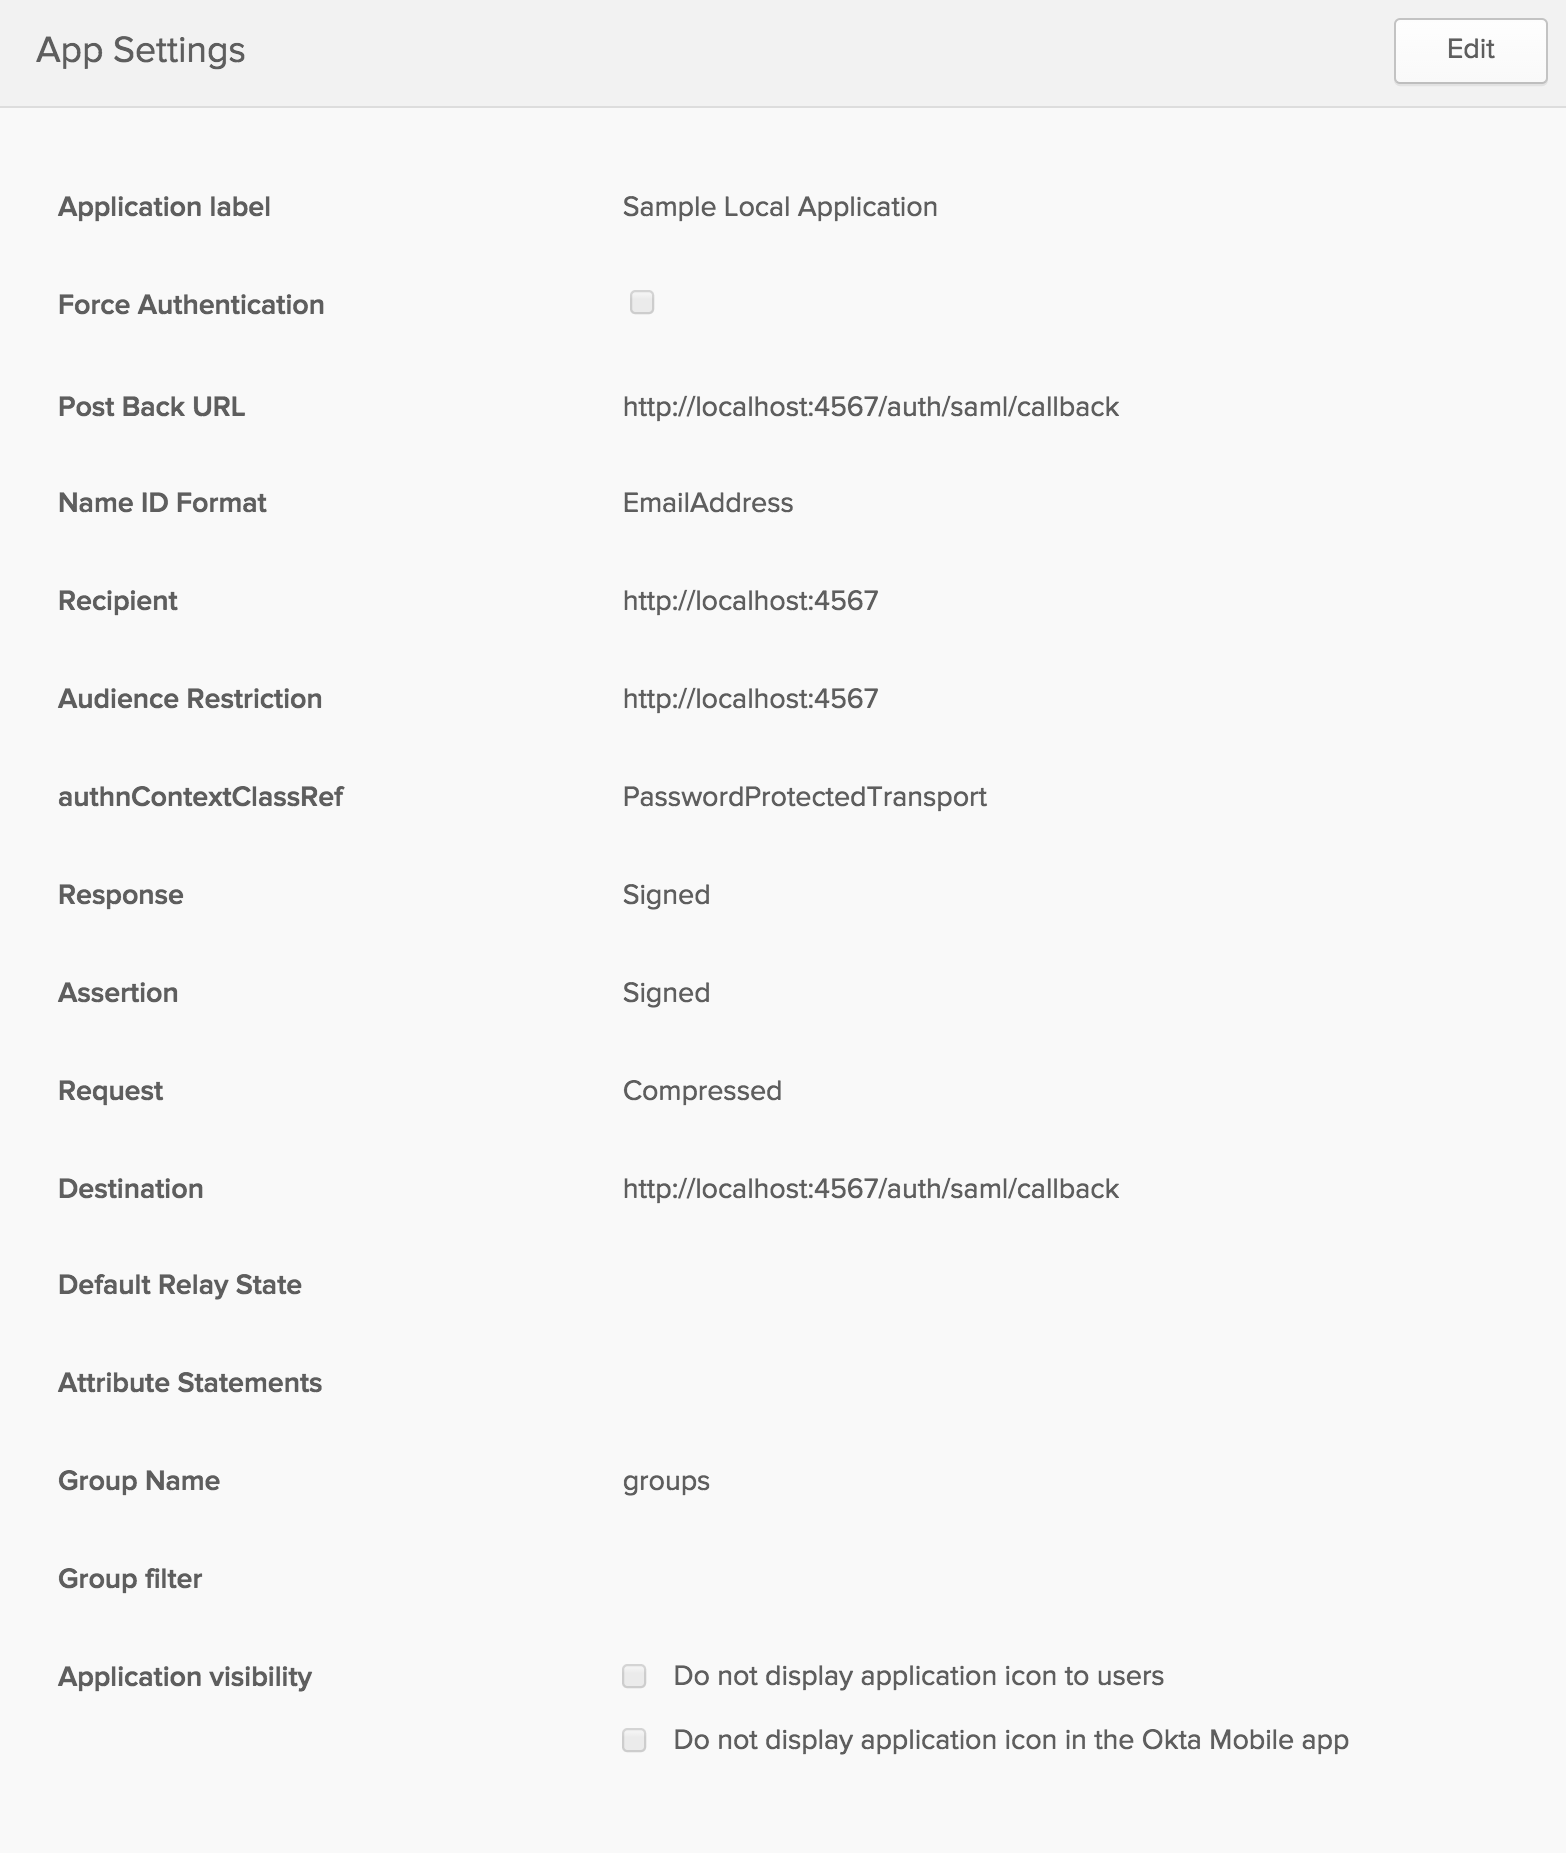 App Settings
Edit
Application label Sample Local Application
Force Authentication
Post Back URL http://localhost:4567/auth/saml/callback
Name ID Format EmailAddress
Recipient http://localhost:4567
Audience Restriction http://localhost:4567
authnContextClassRef PasswordProtectedTransport
Response Signed
Assertion Signed
Request Compressed
Destination http://localhost:4567/auth/saml/callback
Default Relay State
Attribute Statements
Group Name groups
Group filter
Application visibility Do not display application icon to users
Do not display application icon in the Okta Mobile app